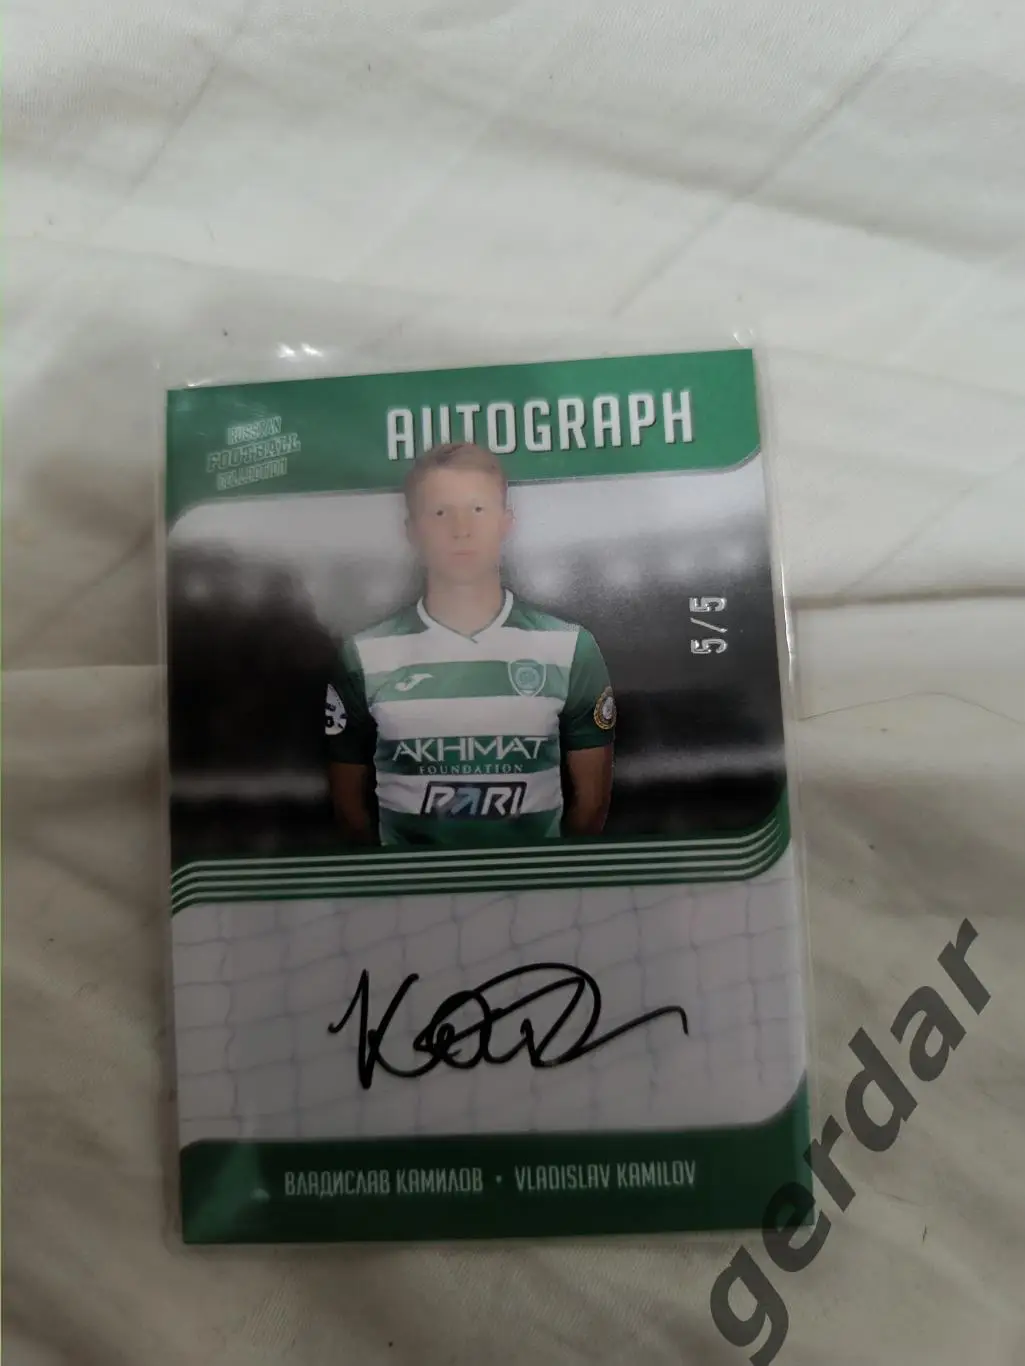 AUTOGRAPH
RUSSIAN
FOOTBALL
COLLECTION
5/5
AKHMAT
FOUNDATION
PARI
ВЛАДИСЛАВ КАМИЛОВ • VLADISLAV KAMILOV
gerdar